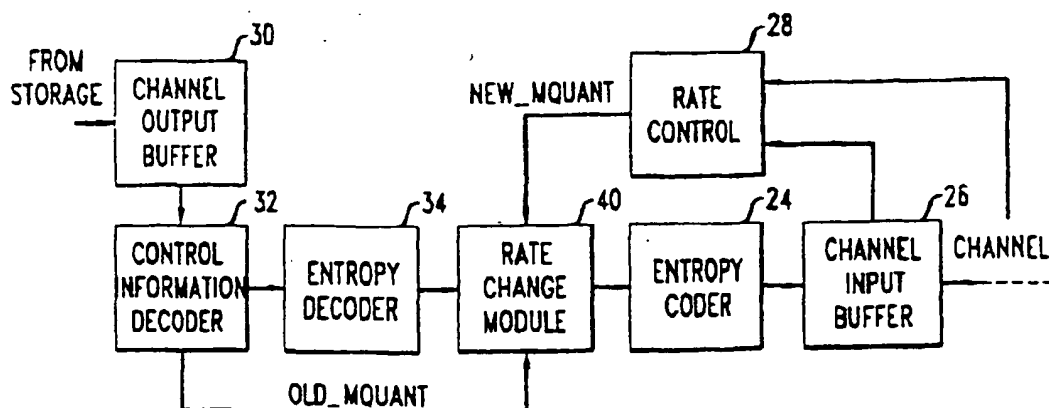 FROM
STORAGE
30
CHANNEL
OUTPUT
BUFFER
28
RATE
CONTROL
NEW_MQUANT
32
CONTROL
INFORMATION
DECODER
34
ENTROPY
DECODER
40
RATE
CHANGE
MODULE
24
ENTROPY
CODER
26
CHANNEL
INPUT
BUFFER
CHANNEL
OLD_MQUANT